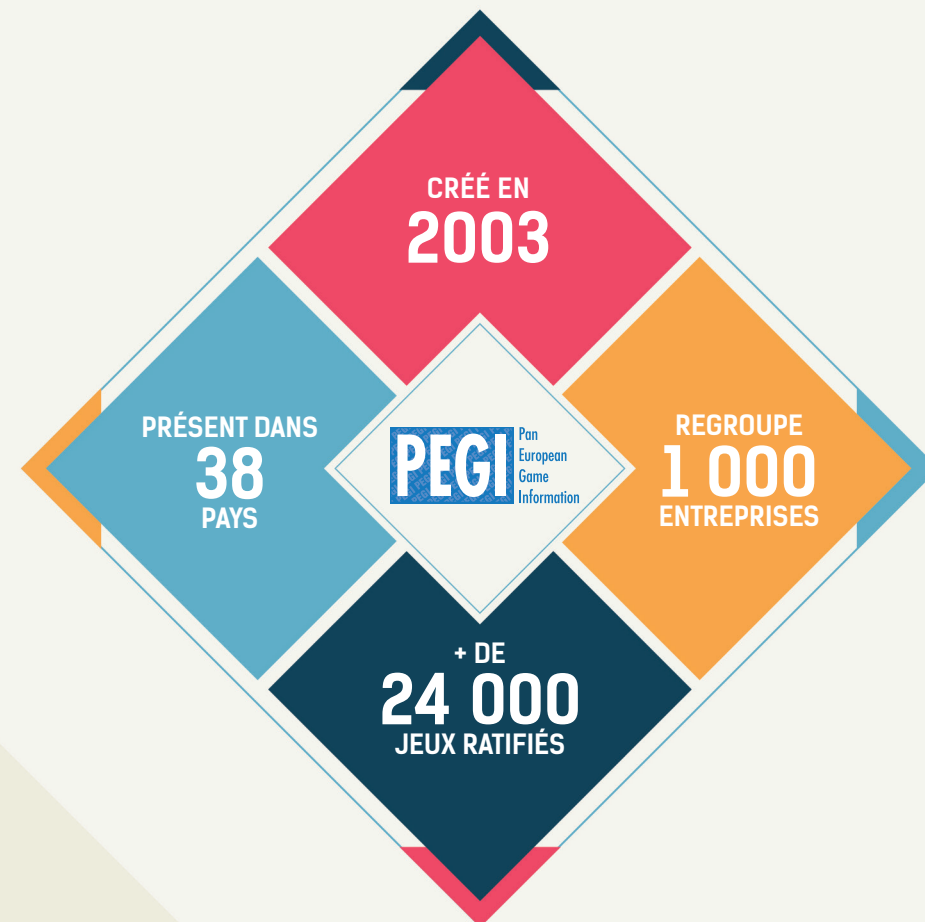 CRÉÉ EN
2003
PRÉSENT DANS
38
PAYS
PEGI
Pan
European
Game
Information
REGROUPE
1 000
ENTREPRISES
+ DE
24 000
JEUX RATIFIÉS